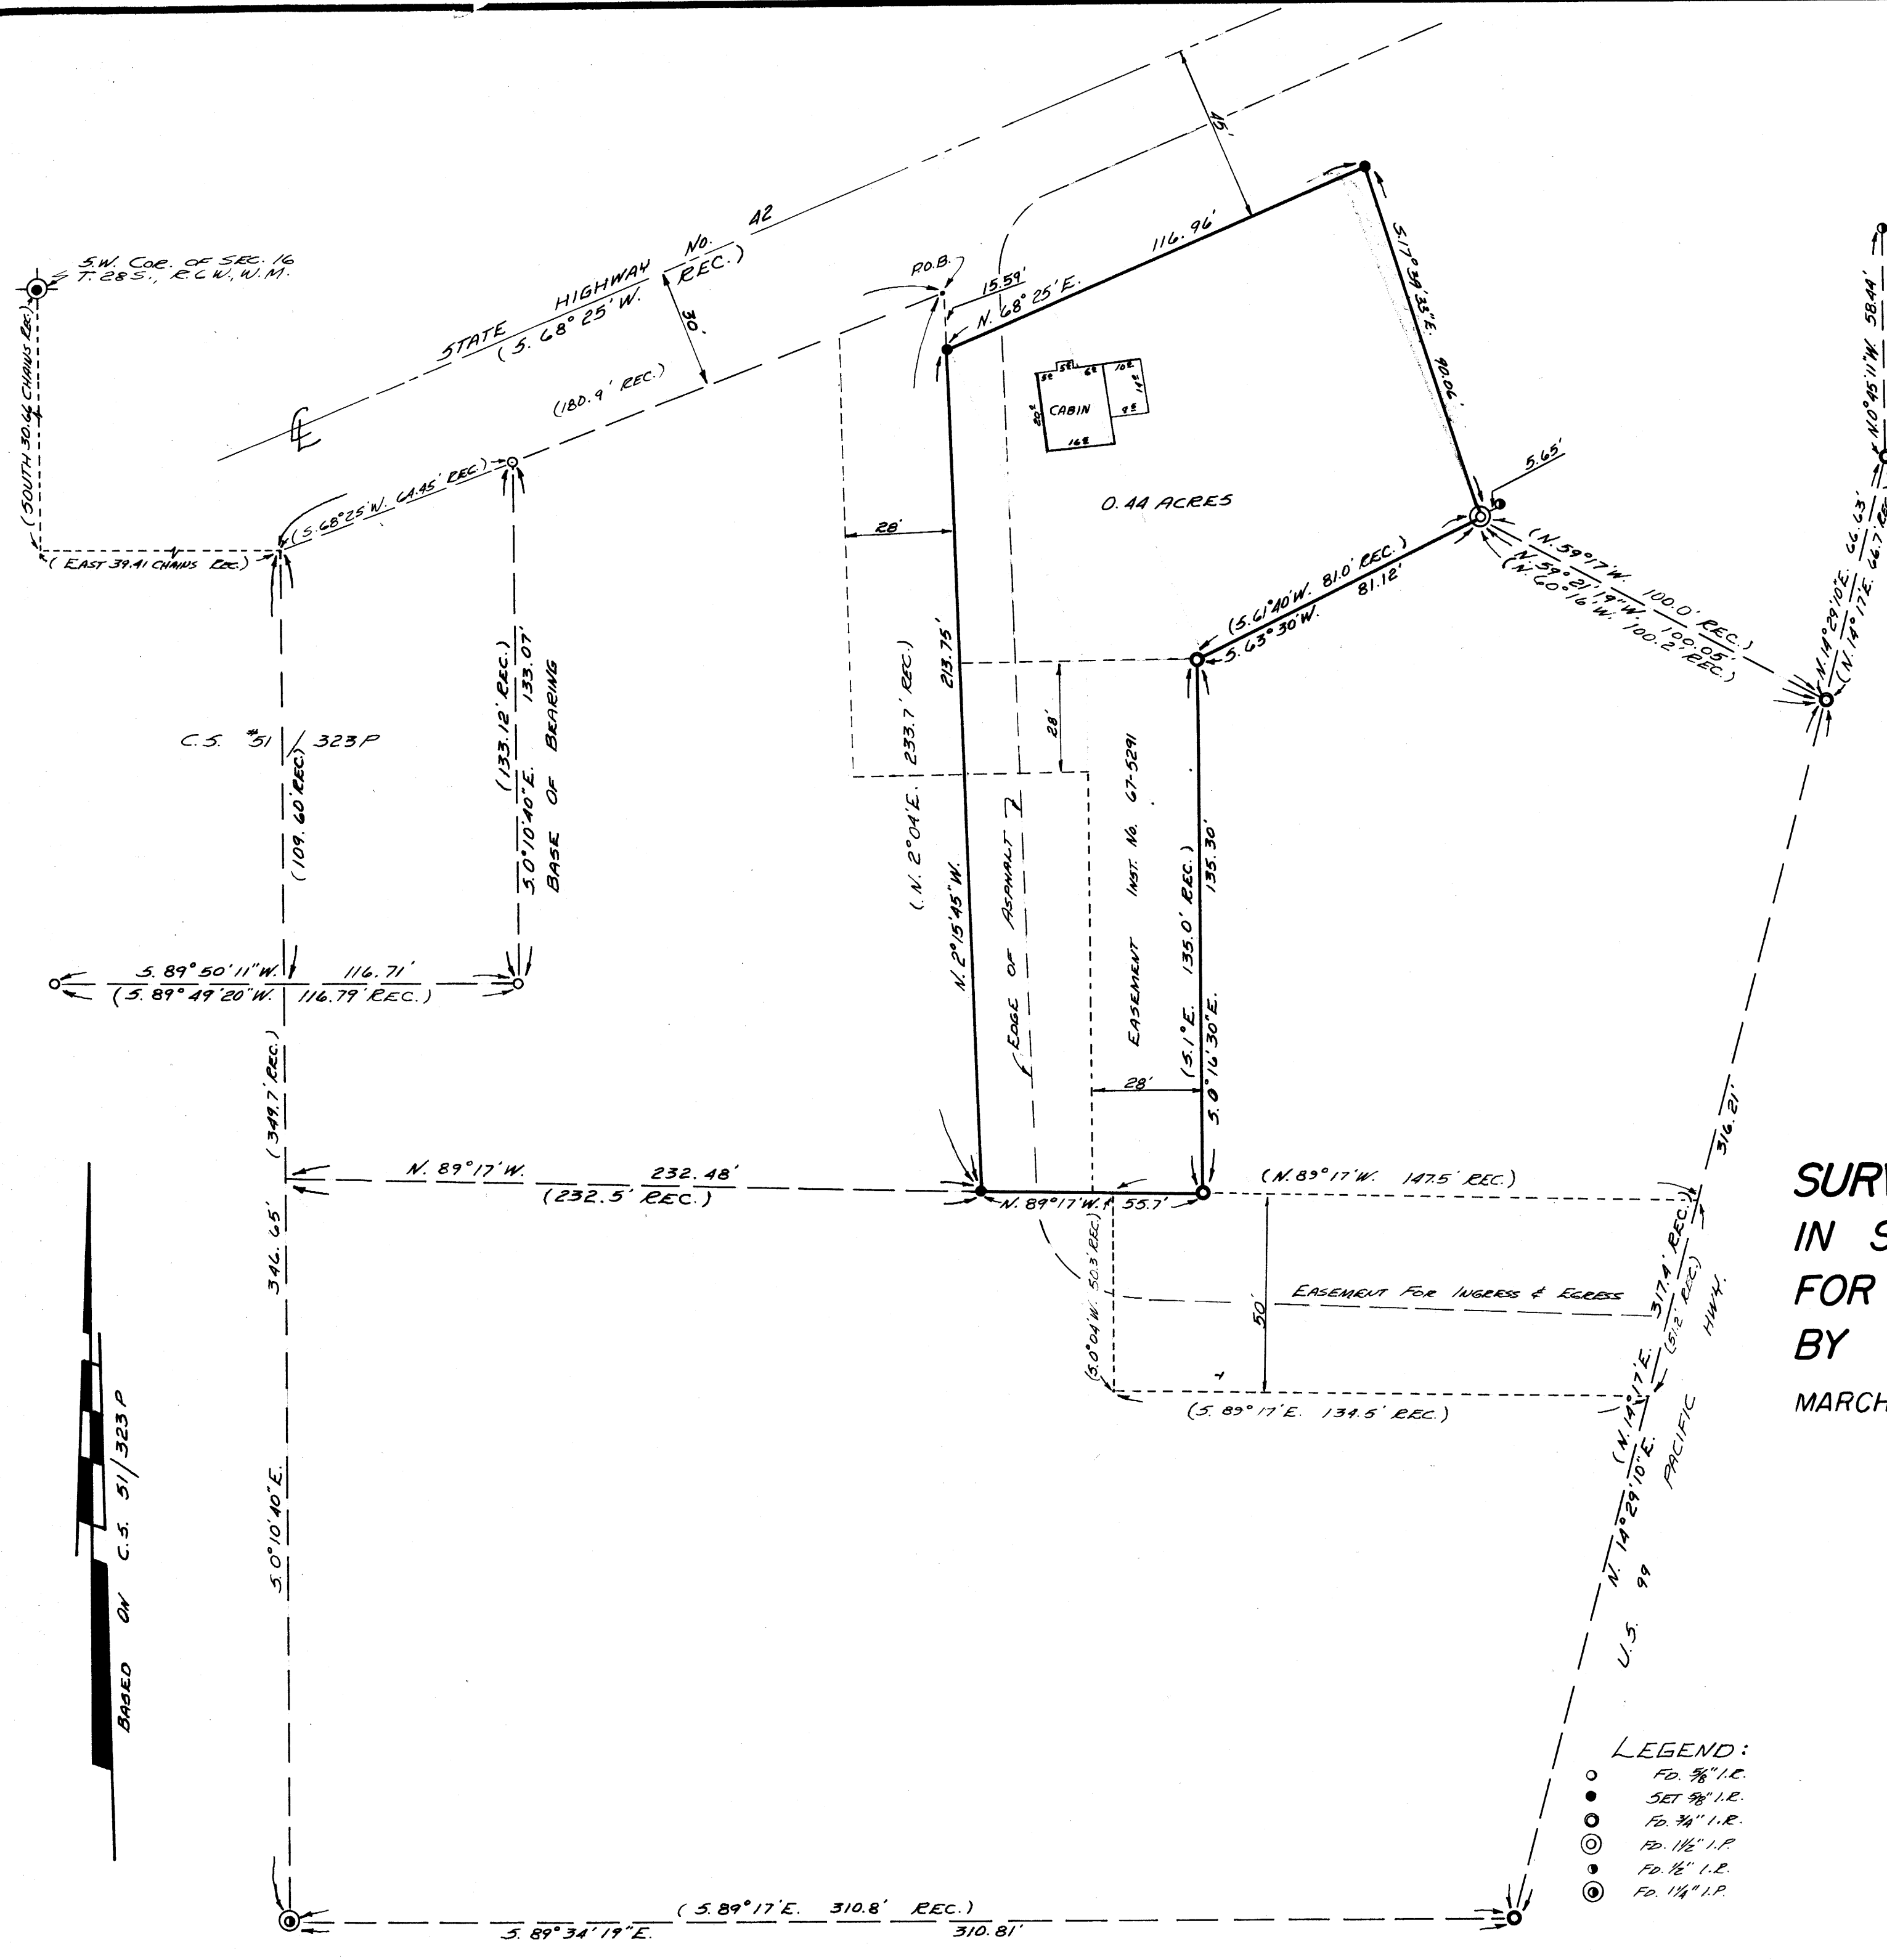 S.W. COR. OF SEC. 16
T. 28 S., R. 6 W., W.M.
(SOUTH 30.66 CHAINS REC.)
(EAST 39.41 CHAINS REC.)
STATE HIGHWAY No. 42
(S. 68° 25' W. REC.)
30'
45'
(180.9' REC.)
(S. 68° 25' W. 64.45' REC.)
P.O.B.
15.59'
N. 68° 25' E.
116.96'
S. 17° 39' 33" E. 90.06'
5.65'
CABIN
0.44 ACRES
28'
213.75'
N. 2° 15' 45" W.
(N. 2° 04' E. 233.7' REC.)
(S. 61° 40' W. 81.0' REC.)
S. 63° 30' W. 81.12'
(N. 59° 17' W. 100.0' REC.)
N. 59° 21' 19" W. 100.05'
(N. 60° 16' W. 100.2' REC.)
N. 0° 45' 11" W. 58.44'
N. 14° 29' 10" E. 66.63'
(N. 14° 17' E. 66.7' REC.)
C.S. #51 / 323 P
(109.60' REC.)
(133.12' REC.)
133.07'
S. 0° 10' 40" E.
BASE OF BEARING
S. 89° 50' 11" W. 116.71'
(S. 89° 49' 20" W. 116.79' REC.)
28'
EDGE OF ASPHALT
EASEMENT INST. No. 67-5291
(S. 1° E. 135.0' REC.)
S. 0° 16' 30" E. 135.30'
28'
(349.7' REC.)
346.65'
S. 0° 10' 40" E.
N. 89° 17' W. 232.48'
(232.5' REC.)
N. 89° 17' W. 55.7'
(N. 89° 17' W. 147.5' REC.)
(S. 0° 04' W. 50.3' REC.)
50'
EASEMENT FOR INGRESS & EGRESS
(S. 89° 17' E. 134.5' REC.)
316.21'
(N. 14° 17' E. 317.4' REC.)
(51.2' REC.)
N. 14° 29' 10" E.
U.S. 99 PACIFIC HWY.
SURV
IN S
FOR
BY
MARCH
BASED ON C.S. 51/323 P
(S. 89° 17' E. 310.8' REC.)
S. 89° 34' 19" E. 310.81'
LEGEND:
FD. 5/8" I.R.
SET 5/8" I.R.
FD. 3/4" I.R.
FD. 1 1/2" I.P.
FD. 1/2" I.R.
FD. 1 1/4" I.P.